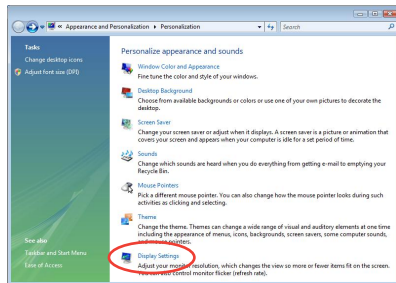 « Appearance and Personalization ▸ Personalization
Search
Tasks
Change desktop icons
Adjust font size (DPI)
See also
Taskbar and Start Menu
Ease of Access
Personalize appearance and sounds
Window Color and Appearance
Fine tune the color and style of your windows.
Desktop Background
Choose from available backgrounds or colors or use one of your own pictures to decorate the
desktop.
Screen Saver
Change your screen saver or adjust when it displays. A screen saver is a picture or animation that
covers your screen and appears when your computer is idle for a set period of time.
Sounds
Change which sounds are heard when you do everything from getting e-mail to emptying your
Recycle Bin.
Mouse Pointers
Pick a different mouse pointer. You can also change how the mouse pointer looks during such
activities as clicking and selecting.
Theme
Change the theme. Themes can change a wide range of visual and auditory elements at one time
including the appearance of menus, icons, backgrounds, screen savers, some computer sounds,
and mouse pointers.
Display Settings
Adjust your monitor resolution, which changes the view so more or fewer items fit on the screen.
You can also control monitor flicker (refresh rate).